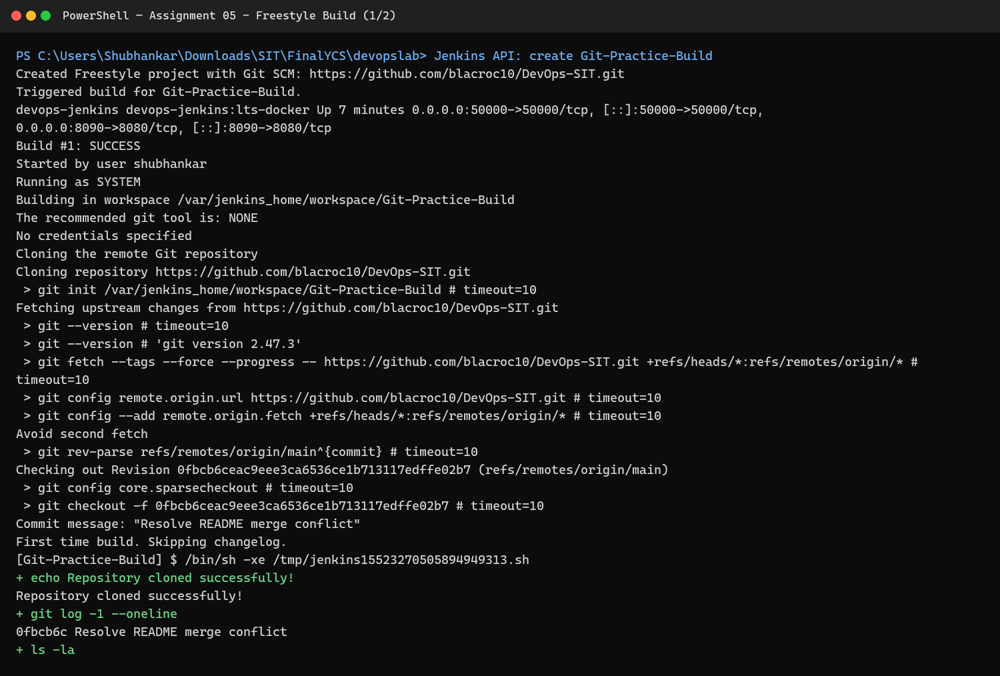 PowerShell — Assignment 05 - Freestyle Build (1/2)
PS C:\Users\Shubhankar\Downloads\SIT\FinalYCS\devopslab> Jenkins API: create Git-Practice-Build
Created Freestyle project with Git SCM: https://github.com/blacroc10/DevOps-SIT.git
Triggered build for Git-Practice-Build.
devops-jenkins devops-jenkins:lts-docker Up 7 minutes 0.0.0.0:50000->50000/tcp, [::]:50000->50000/tcp,
0.0.0.0:8090->8080/tcp, [::]:8090->8080/tcp
Build #1: SUCCESS
Started by user shubhankar
Running as SYSTEM
Building in workspace /var/jenkins_home/workspace/Git-Practice-Build
The recommended git tool is: NONE
No credentials specified
Cloning the remote Git repository
Cloning repository https://github.com/blacroc10/DevOps-SIT.git
 > git init /var/jenkins_home/workspace/Git-Practice-Build # timeout=10
Fetching upstream changes from https://github.com/blacroc10/DevOps-SIT.git
 > git --version # timeout=10
 > git --version # 'git version 2.47.3'
 > git fetch --tags --force --progress -- https://github.com/blacroc10/DevOps-SIT.git +refs/heads/*:refs/remotes/origin/* #
timeout=10
 > git config remote.origin.url https://github.com/blacroc10/DevOps-SIT.git # timeout=10
 > git config --add remote.origin.fetch +refs/heads/*:refs/remotes/origin/* # timeout=10
Avoid second fetch
 > git rev-parse refs/remotes/origin/main^{commit} # timeout=10
Checking out Revision 0fbcb6ceac9eee3ca6536ce1b713117edffe02b7 (refs/remotes/origin/main)
 > git config core.sparsecheckout # timeout=10
 > git checkout -f 0fbcb6ceac9eee3ca6536ce1b713117edffe02b7 # timeout=10
Commit message: "Resolve README merge conflict"
First time build. Skipping changelog.
[Git-Practice-Build] $ /bin/sh -xe /tmp/jenkins15523270505894949313.sh
+ echo Repository cloned successfully!
Repository cloned successfully!
+ git log -1 --oneline
0fbcb6c Resolve README merge conflict
+ ls -la